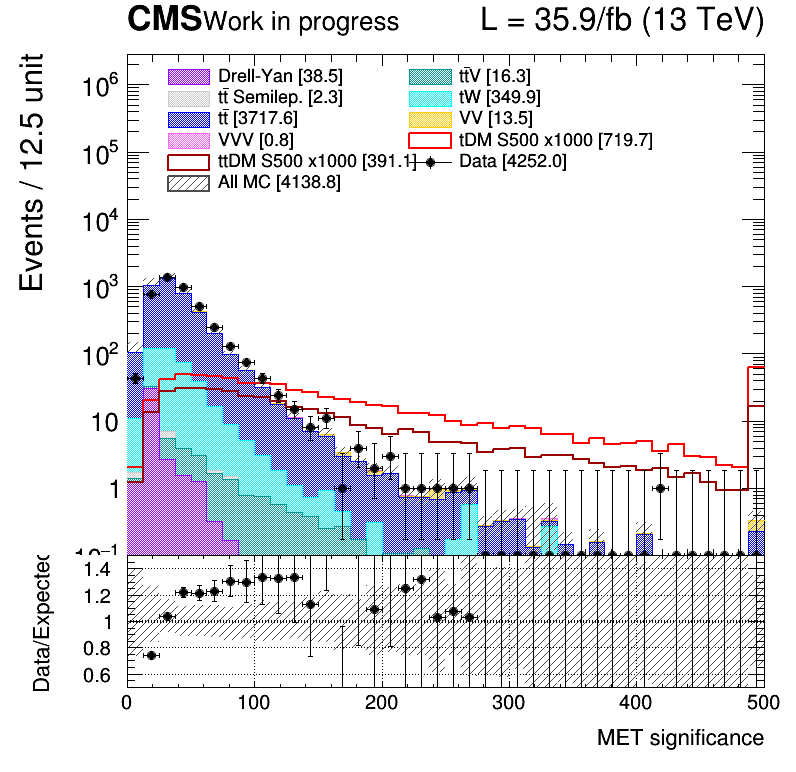 CMS Work in progress L = 35.9/fb (13 TeV)
Drell-Yan [38.5] tt̄V [16.3]
tt̄ Semilep. [2.3] tW [349.9]
tt̄ [3717.6] VV [13.5]
VVV [0.8] tDM S500 x1000 [719.7]
ttDM S500 x1000 [391.1] Data [4252.0]
All MC [4138.8]
Events / 12.5 unit
10⁶
10⁵
10⁴
10³
10²
10
1
10⁻¹
Data/Expected
1.4
1.2
1
0.8
0.6
0 100 200 300 400 500
MET significance